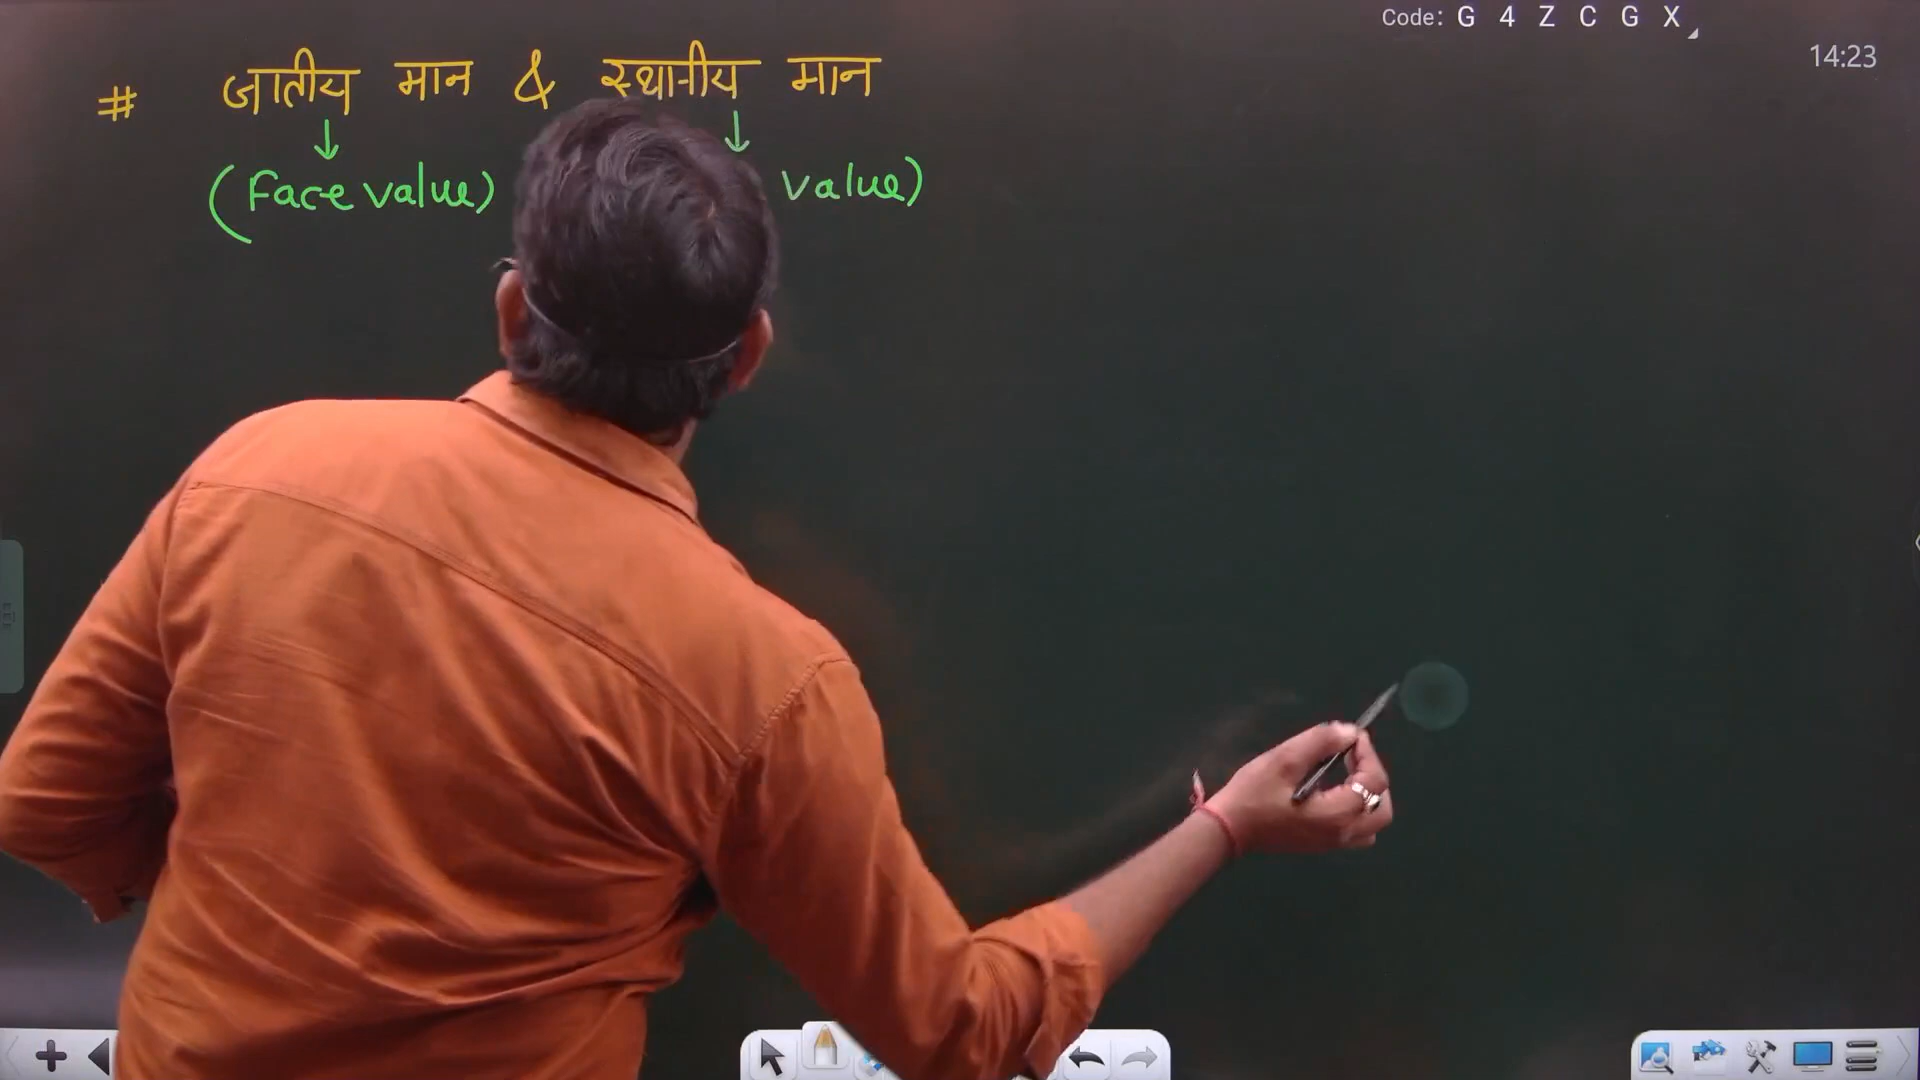 Code: G 4 Z C G X
14:23
# जातीय मान & स्थानीय मान
(Face value) value)